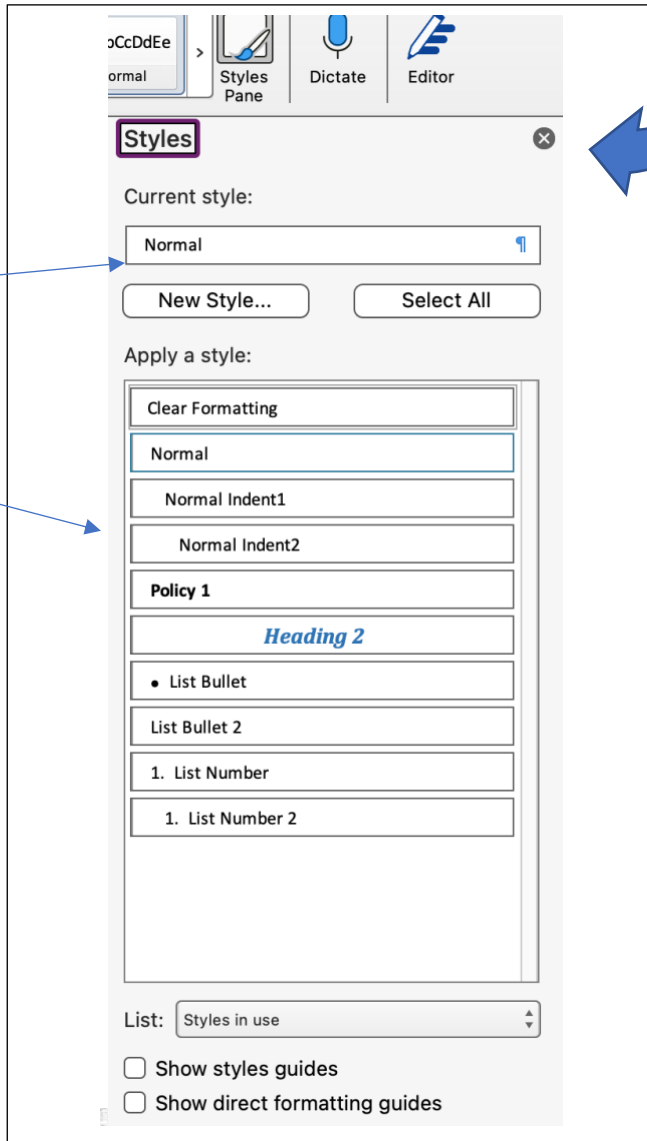 Styles
Pane
Dictate
Editor
Styles
Current style:
Normal ¶
New Style...
Select All
Apply a style:
Clear Formatting
Normal
Normal Indent1
Normal Indent2
Policy 1
Heading 2
• List Bullet
List Bullet 2
1. List Number
1. List Number 2
List:
Styles in use
Show styles guides
Show direct formatting guides